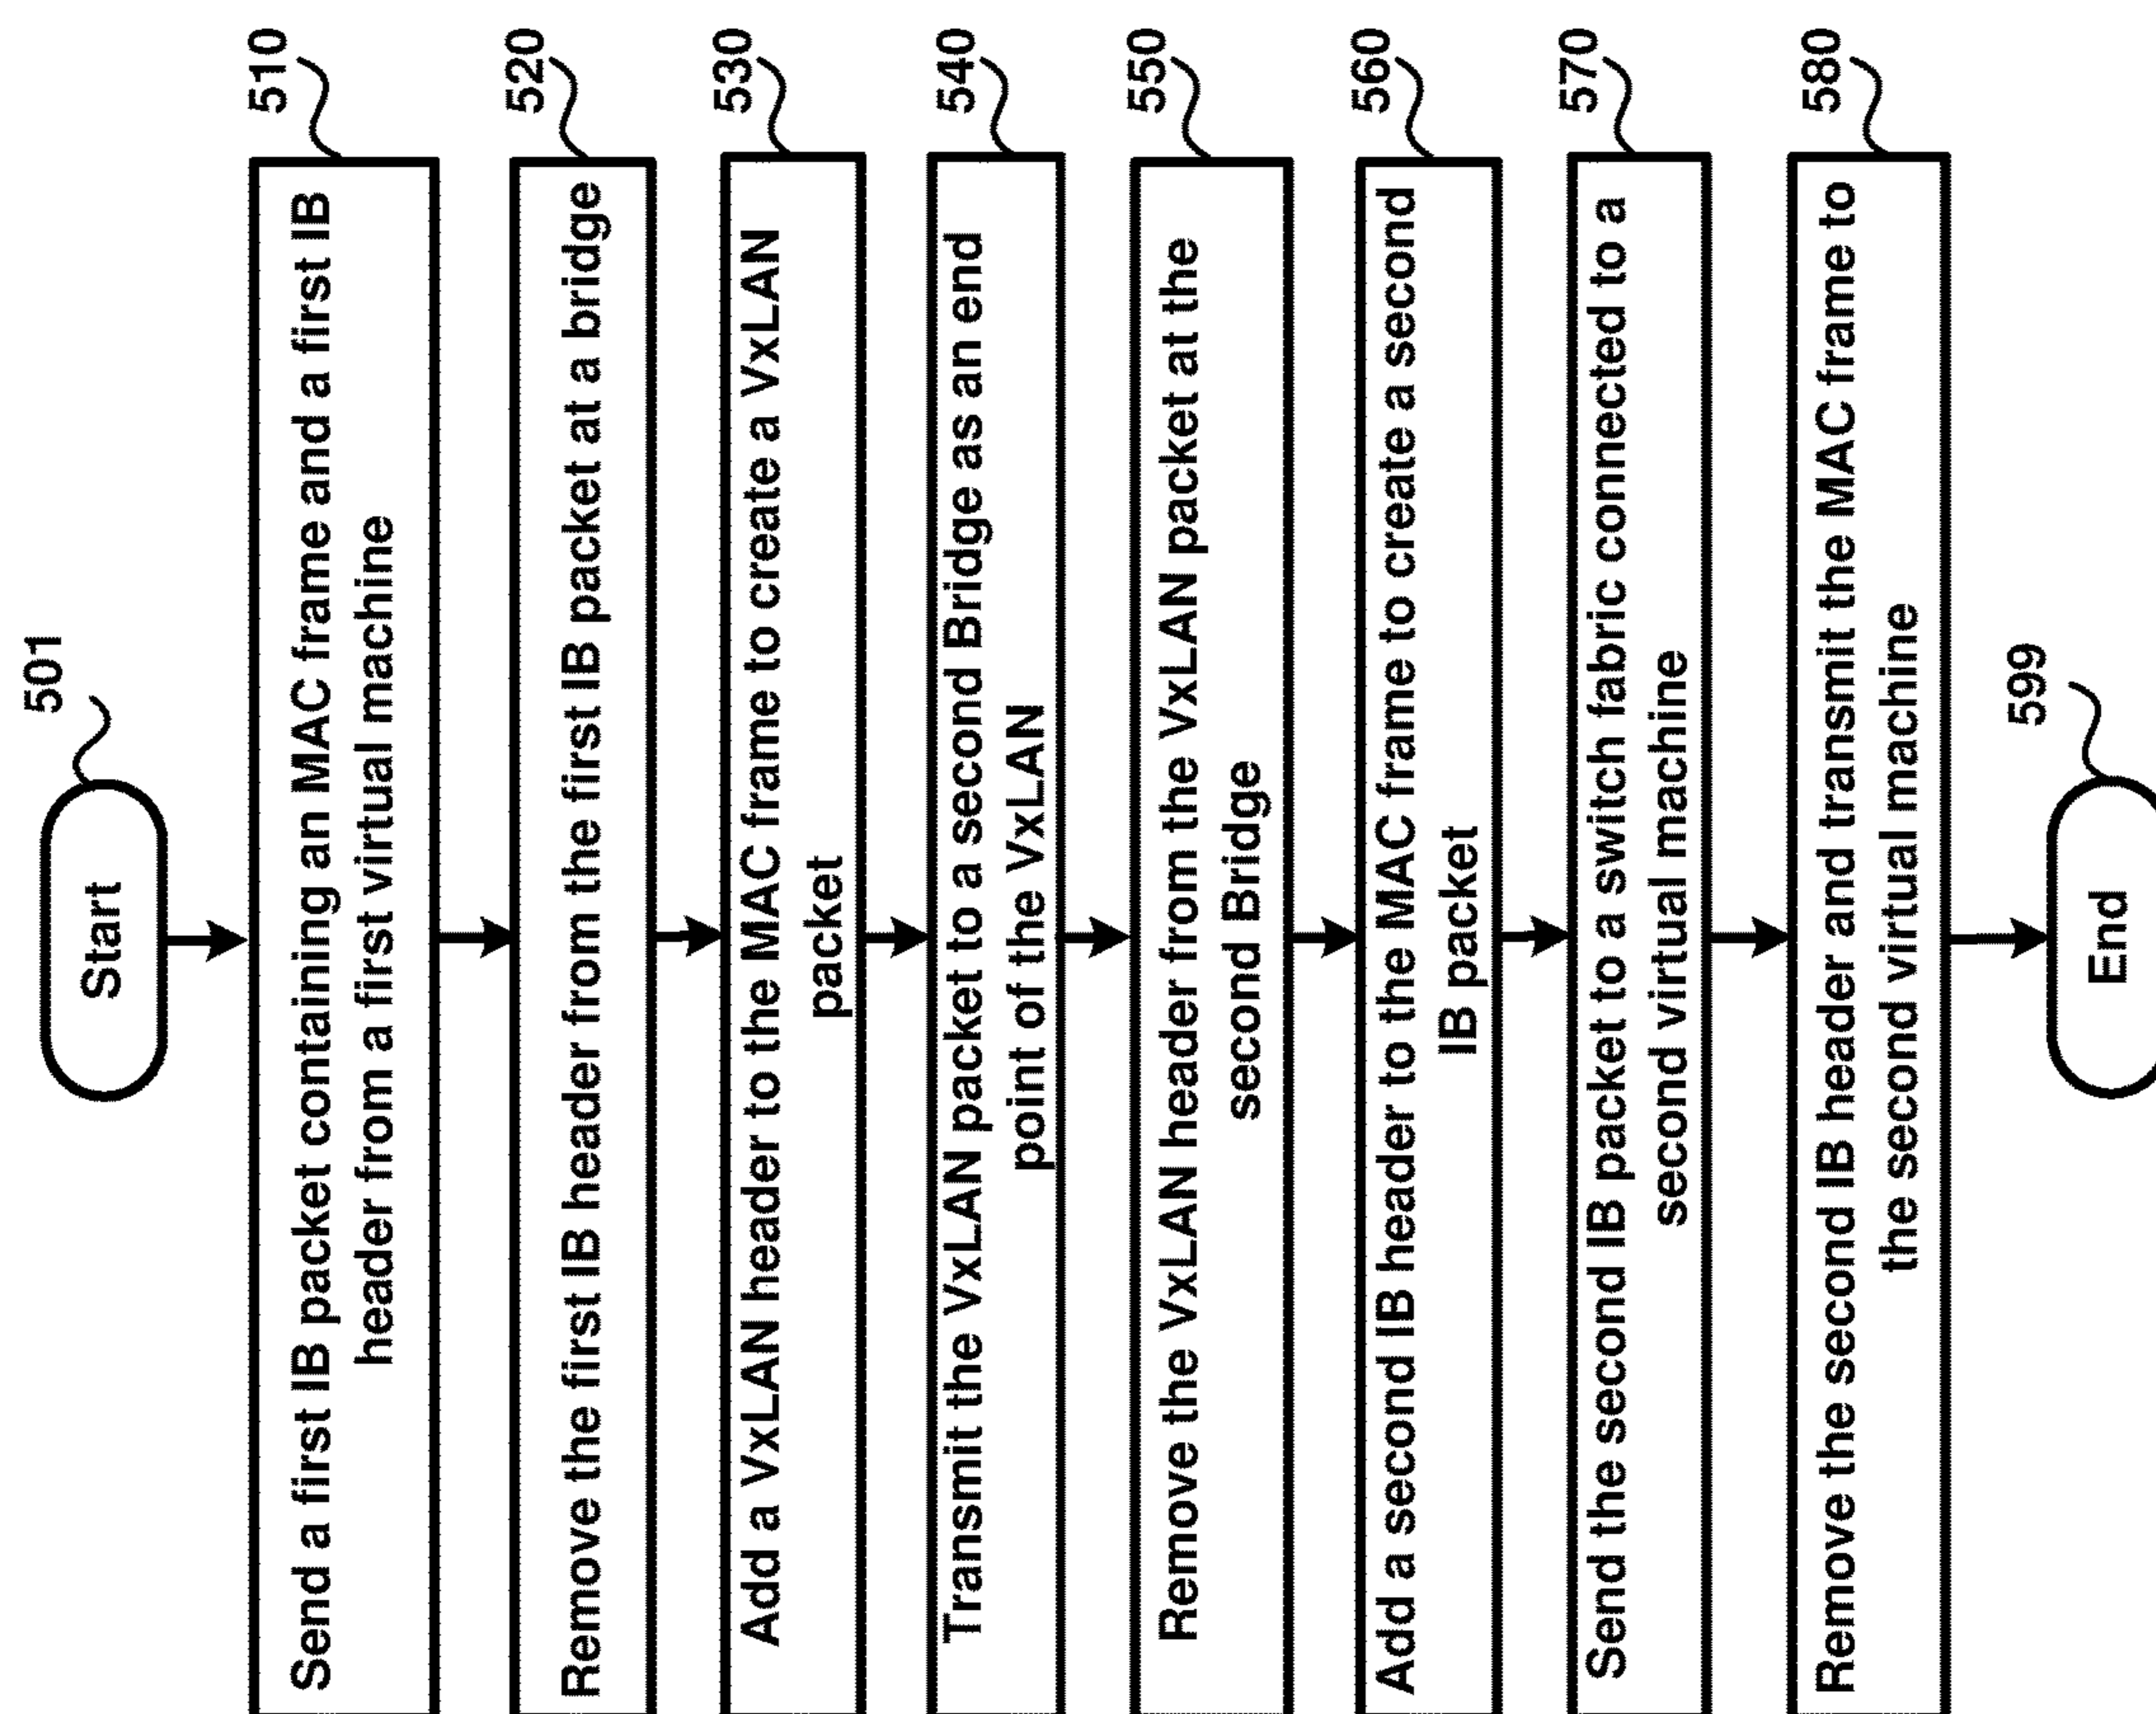 501
Start
510
Send a first IB packet containing an MAC frame and a first IB
header from a first virtual machine
520
Remove the first IB header from the first IB packet at a bridge
530
Add a VxLAN header to the MAC frame to create a VxLAN
packet
540
Transmit the VxLAN packet to a second Bridge as an end
point of the VxLAN
550
Remove the VxLAN header from the VxLAN packet at the
second Bridge
560
Add a second IB header to the MAC frame to create a second
IB packet
570
Send the second IB packet to a switch fabric connected to a
second virtual machine
580
Remove the second IB header and transmit the MAC frame to
the second virtual machine
599
End